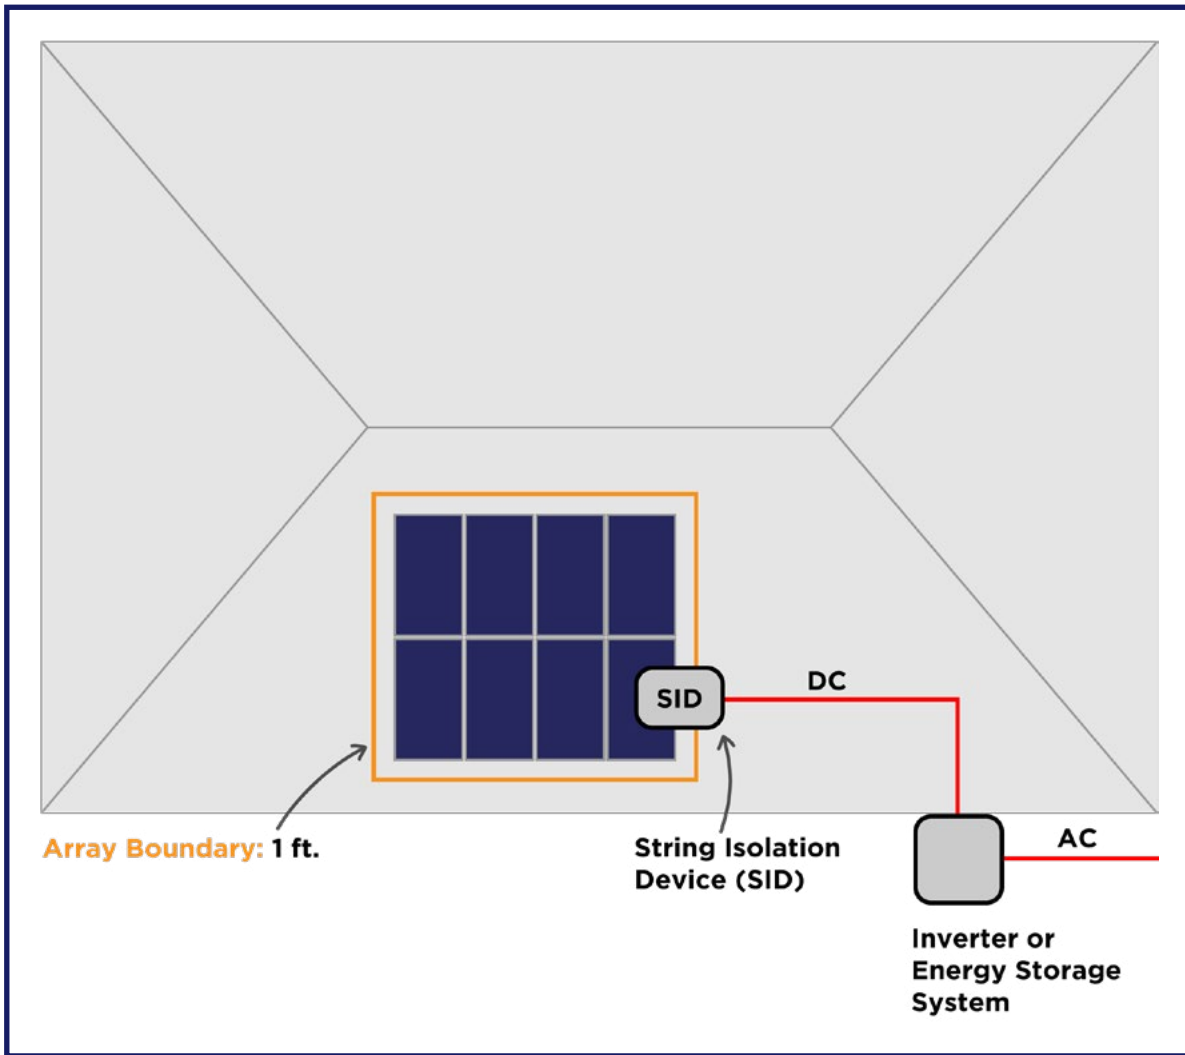 SID
DC
Array Boundary: 1 ft.
String Isolation
Device (SID)
AC
Inverter or
Energy Storage
System